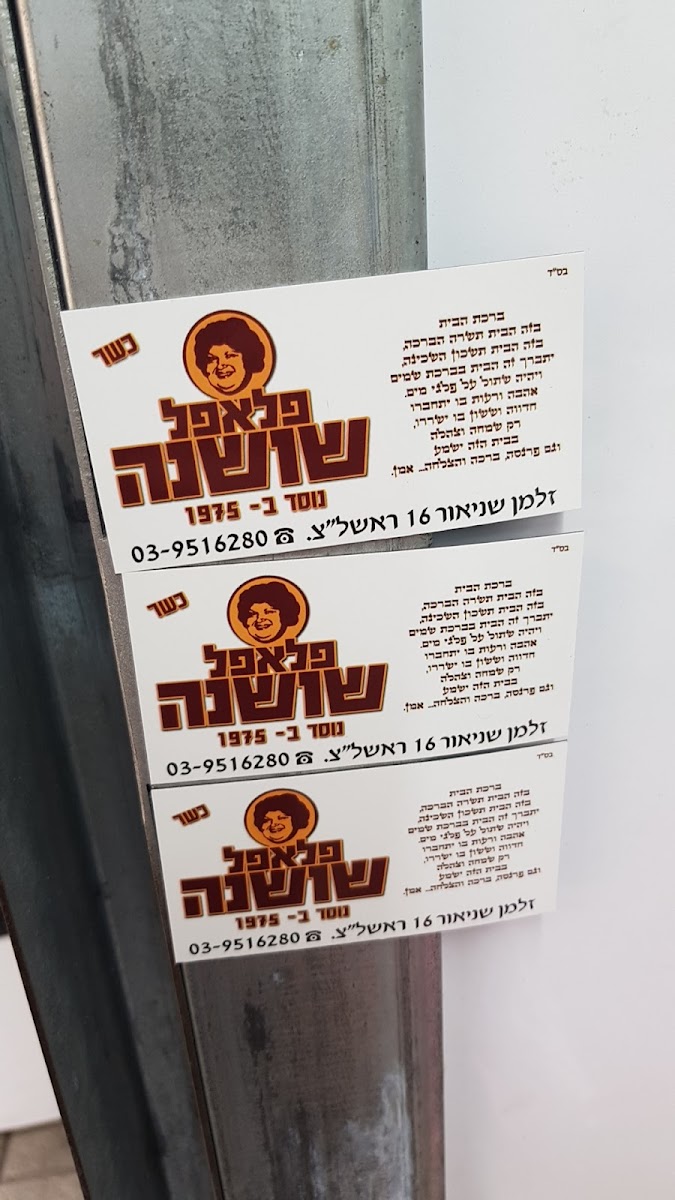 בס"ד
כשר
פלאפל
שושנה
נוסד ב- 1975
ברכת הבית
בזה הבית תשרה הברכה,
בזה הבית תשכון השכינה,
יתברך זה הבית בברכת שמים
ויהיה שתול על פלגי מים.
אהבה ורעות בו יתחברו
חדווה וששון בו ישררו,
רק שמחה וצהלה
בבית הזה ישמע
וגם פרנסה, ברכה והצלחה... אמן.
זלמן שניאור 16 ראשל"צ. ☎ 03-9516280
בס"ד
כשר
פלאפל
שושנה
נוסד ב- 1975
ברכת הבית
בזה הבית תשרה הברכה,
בזה הבית תשכון השכינה,
יתברך זה הבית בברכת שמים
ויהיה שתול על פלגי מים.
אהבה ורעות בו יתחברו
חדווה וששון בו ישררו,
רק שמחה וצהלה
בבית הזה ישמע
וגם פרנסה, ברכה והצלחה... אמן.
זלמן שניאור 16 ראשל"צ. ☎ 03-9516280
בס"ד
כשר
פלאפל
שושנה
נוסד ב- 1975
ברכת הבית
בזה הבית תשרה הברכה,
בזה הבית תשכון השכינה,
יתברך זה הבית בברכת שמים
ויהיה שתול על פלגי מים.
אהבה ורעות בו יתחברו
חדווה וששון בו ישררו,
רק שמחה וצהלה
בבית הזה ישמע
וגם פרנסה, ברכה והצלחה... אמן.
זלמן שניאור 16 ראשל"צ. ☎ 03-9516280